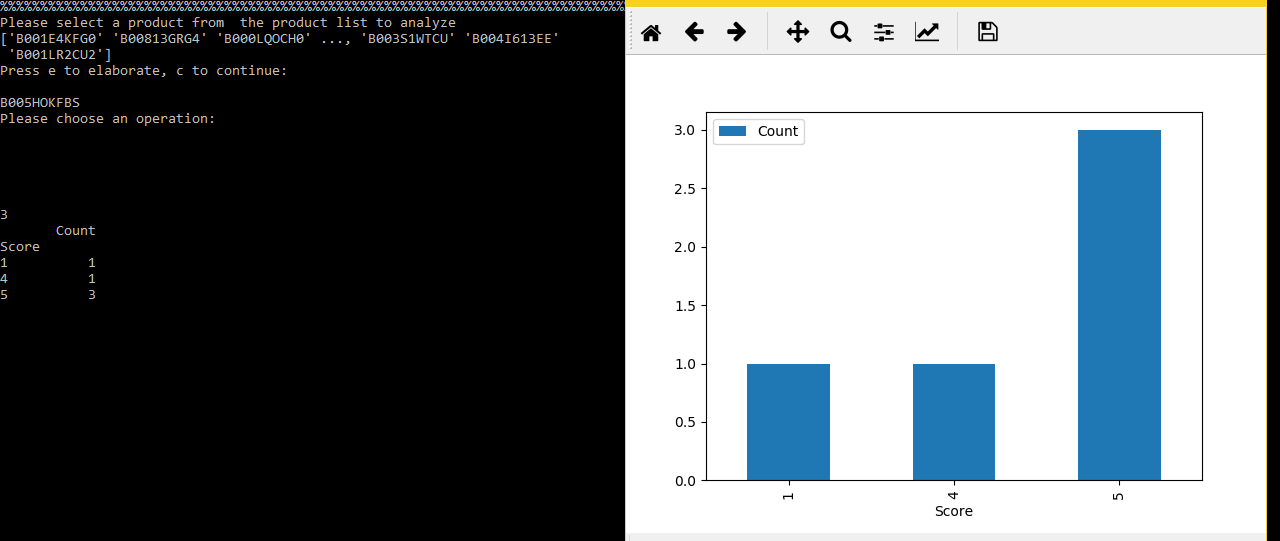 %%%%%%%%%%%%%%%%%%%%%%%%%%%%%%%%%%%%%%%%%%%%%%%%%%%%%%%%%%%%%%%%%%%%%%%%%%%%%%%%
Please select a product from  the product list to analyze
['B001E4KFG0' 'B00813GRG4' 'B000LQOCH0' ..., 'B003S1WTCU' 'B004I613EE'
 'B001LR2CU2']
Press e to elaborate, c to continue:
B005HOKFBS
Please choose an operation:
3
       Count
Score
1          1
4          1
5          3
Count
3.0
2.5
2.0
1.5
1.0
0.5
0.0
1 4 5
Score